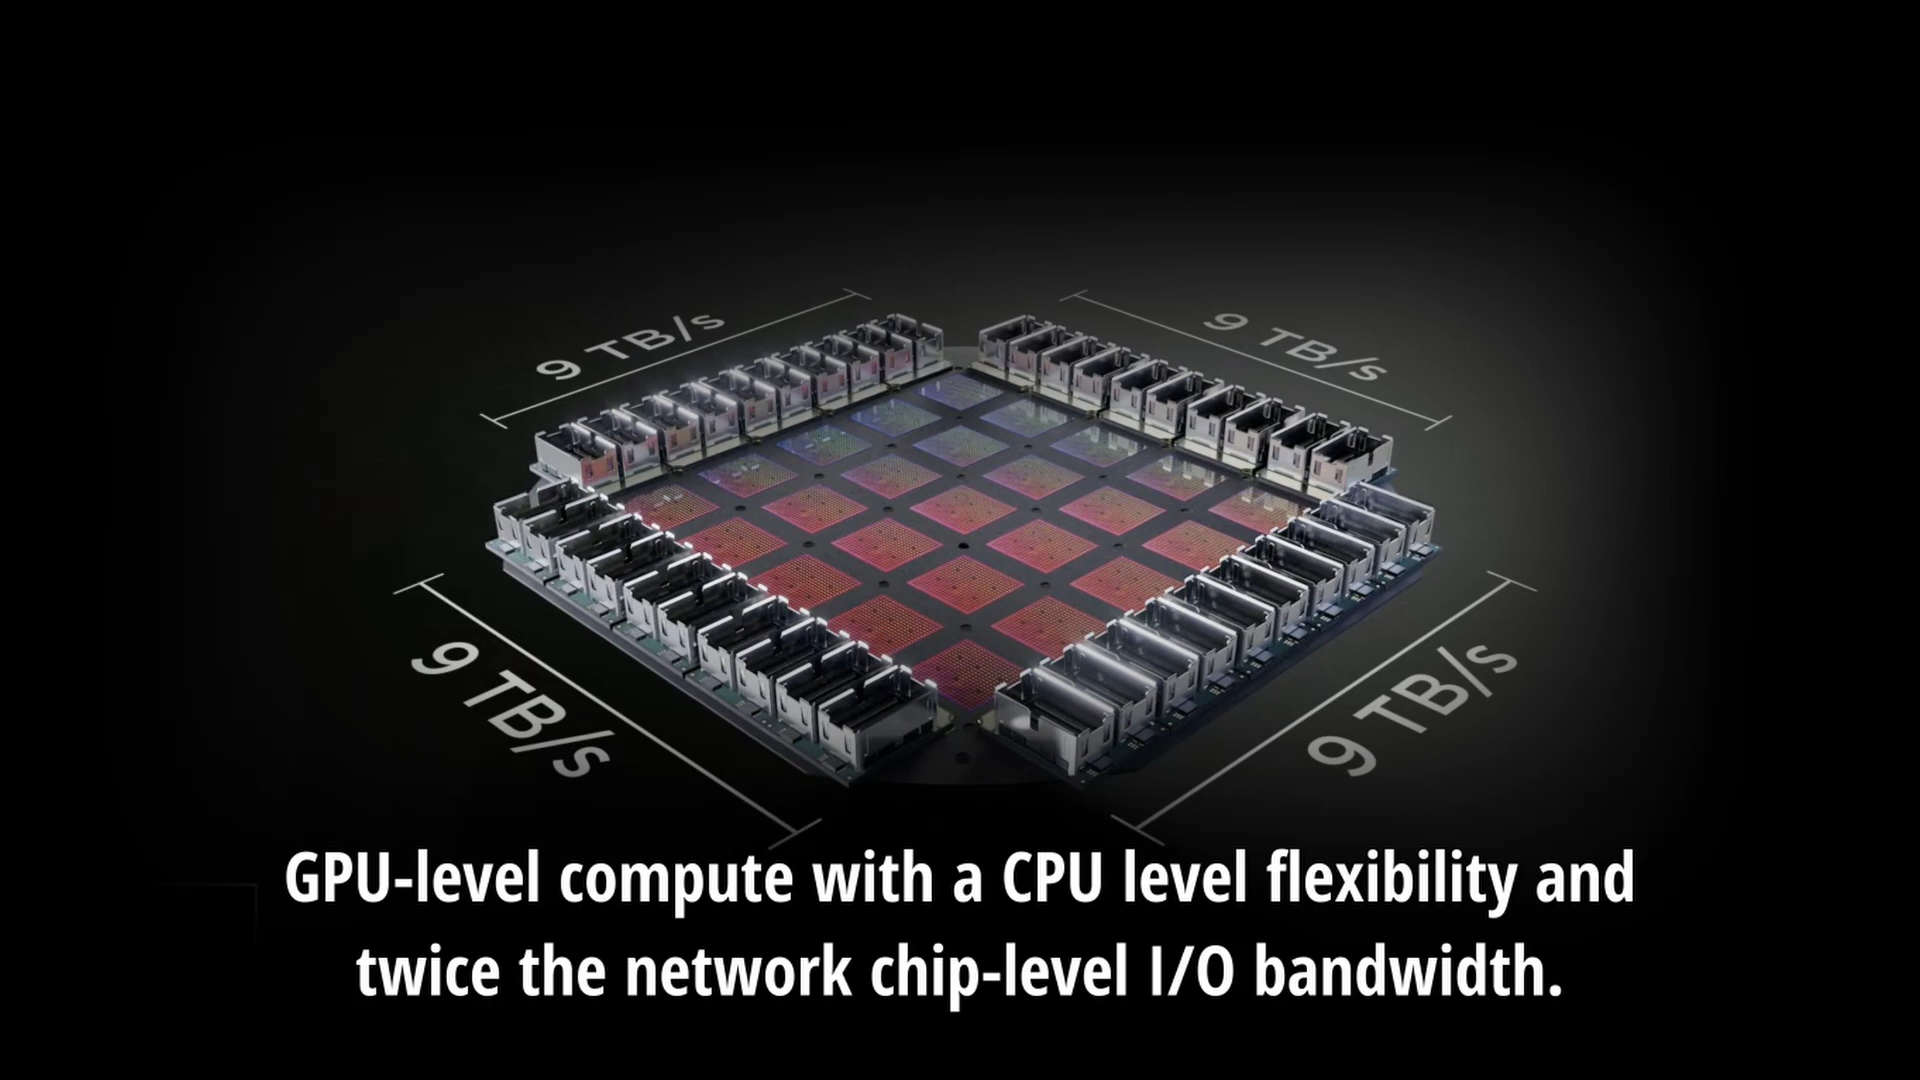 9 TB/s
9 TB/s
9 TB/s
9 TB/s
GPU-level compute with a CPU level flexibility and
twice the network chip-level I/O bandwidth.